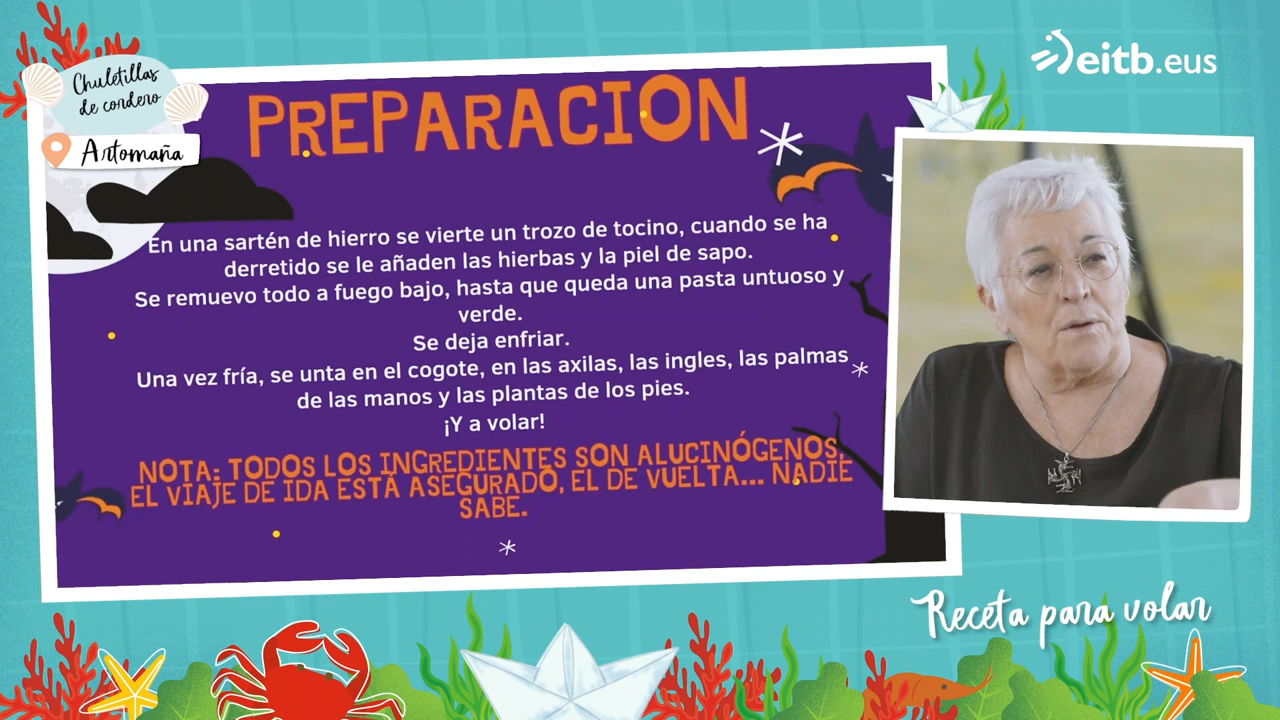 eitb.eus
Chuletillas
de cordero
Artomaña
PREPARACION
En una sartén de hierro se vierte un trozo de tocino, cuando se ha
derretido se le añaden las hierbas y la piel de sapo.
Se remuevo todo a fuego bajo, hasta que queda una pasta untuoso y
verde.
Se deja enfriar.
Una vez fría, se unta en el cogote, en las axilas, las ingles, las palmas
de las manos y las plantas de los pies.
¡Y a volar!
NOTA: TODOS LOS INGREDIENTES SON ALUCINÓGENOS.
EL VIAJE DE IDA ESTÁ ASEGURADO, EL DE VUELTA... NADIE
SABE.
Receta para volar